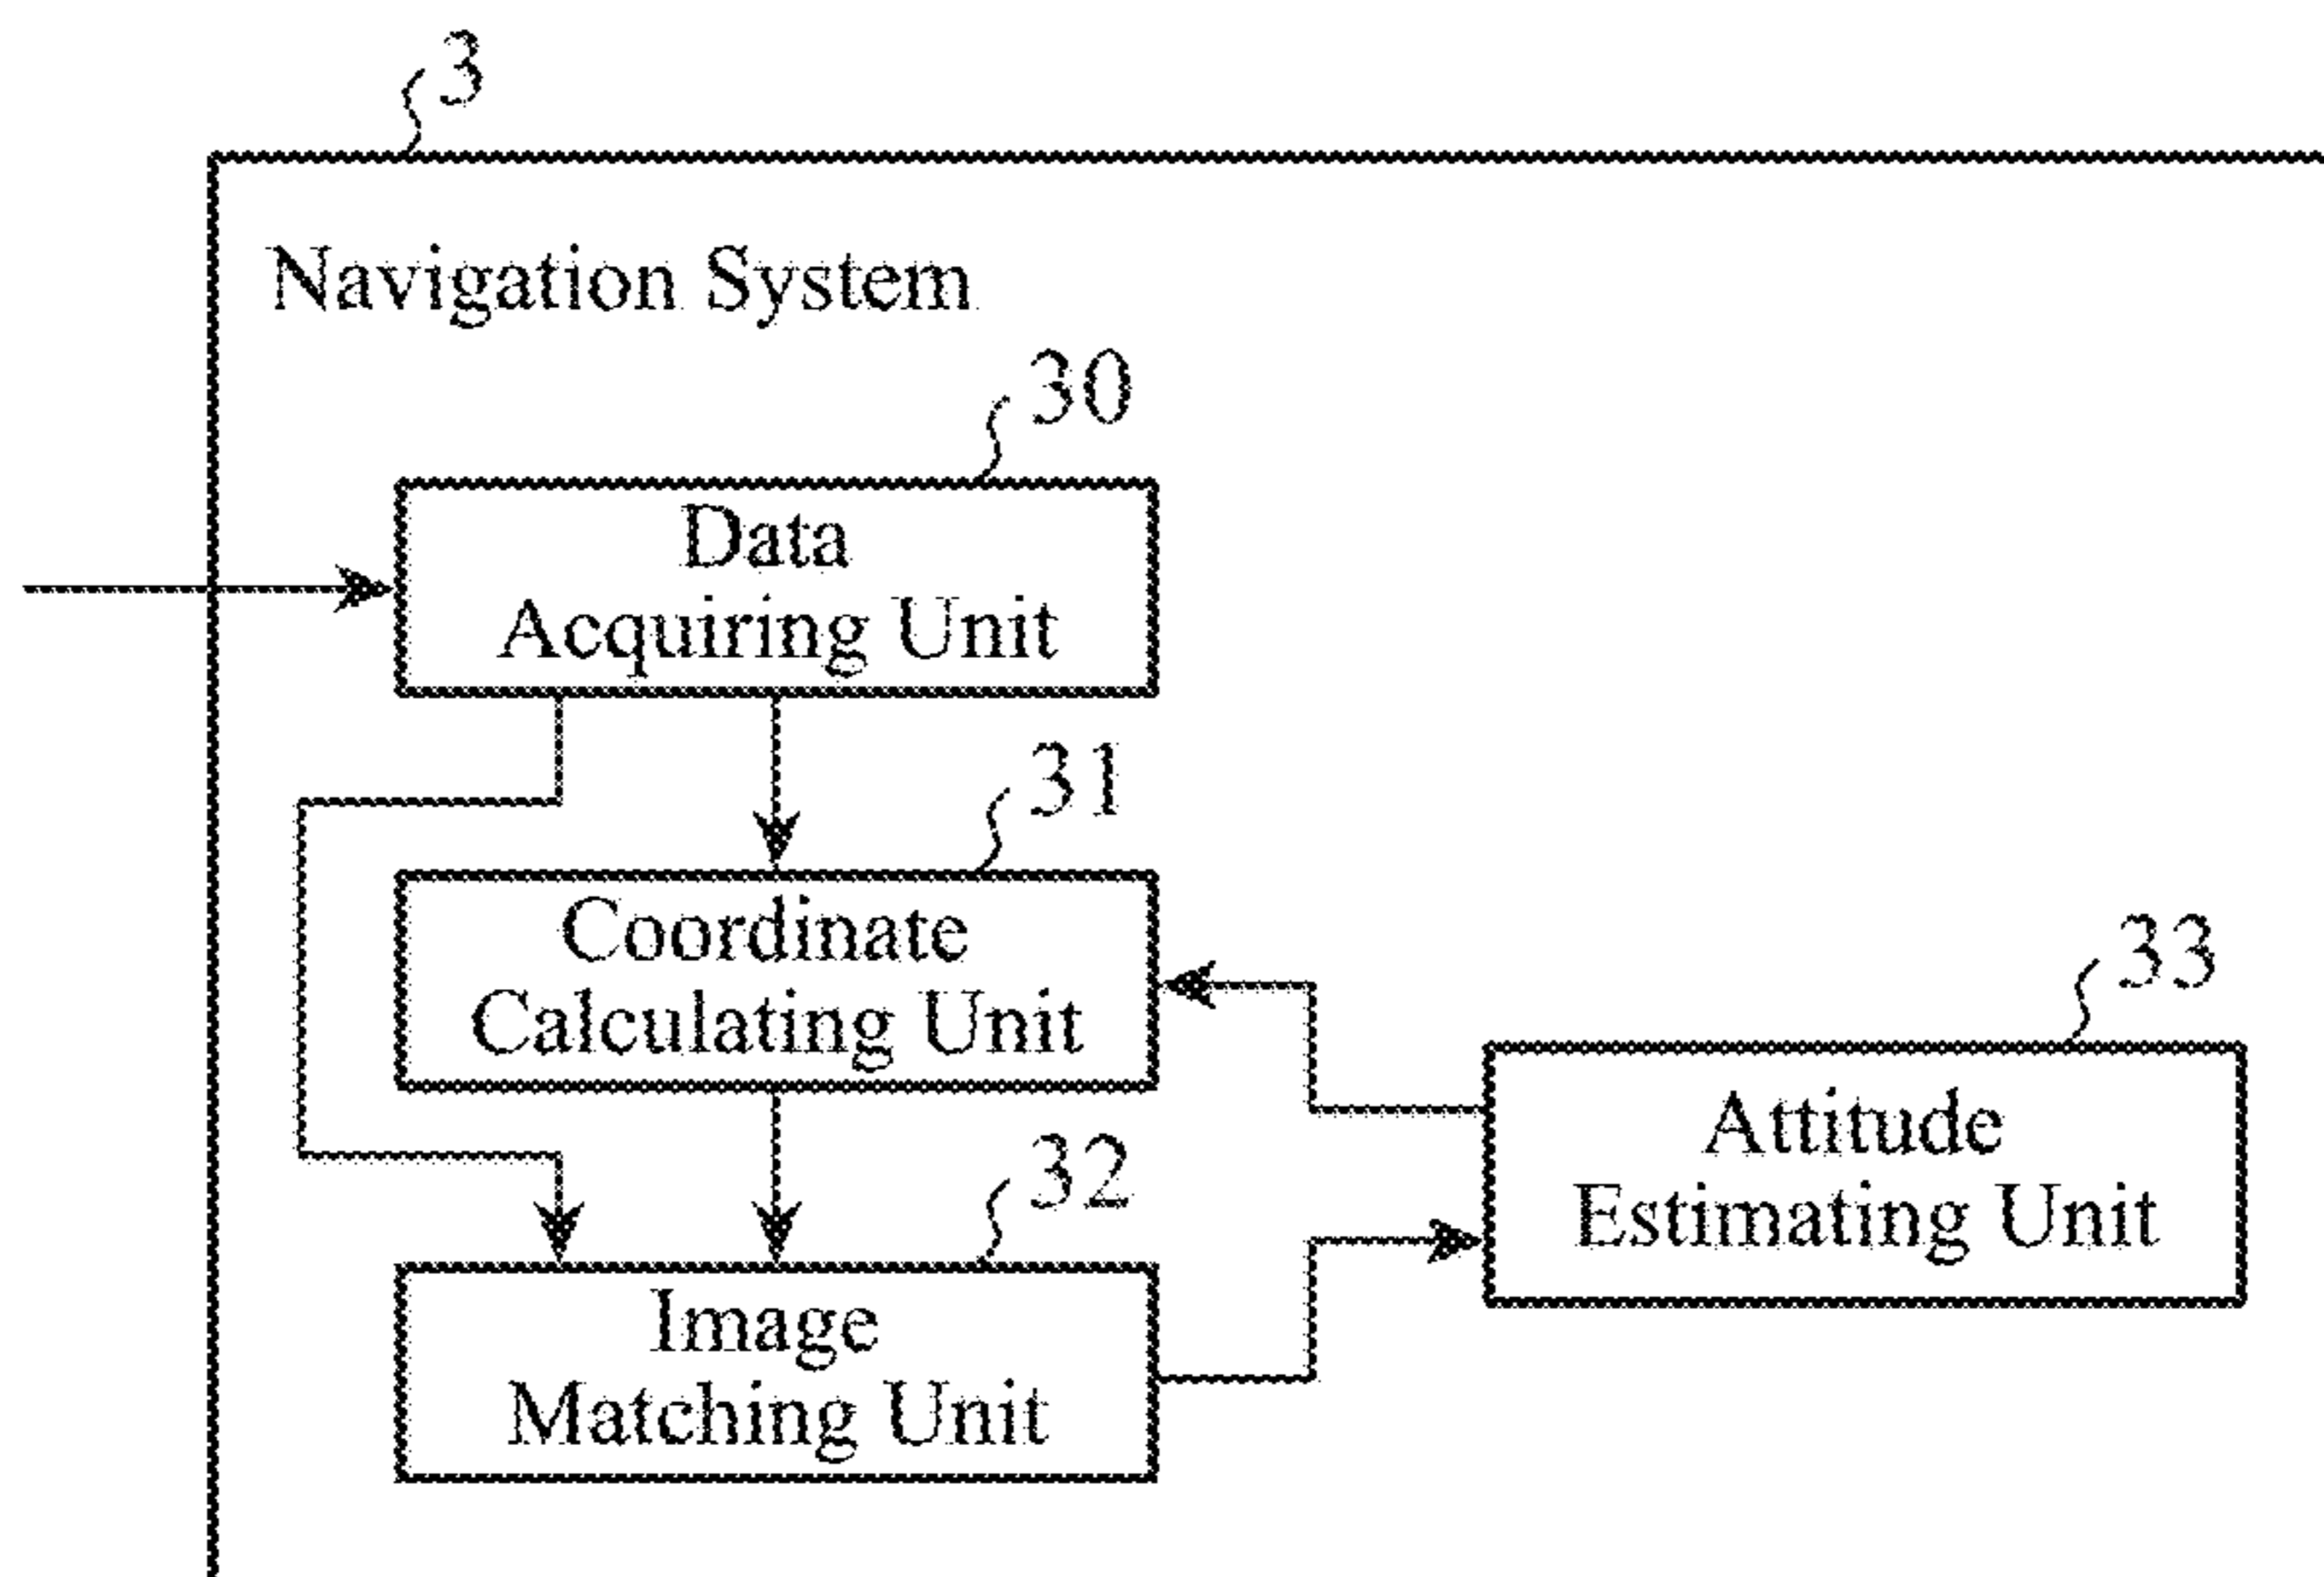 3
Navigation System
30
Data
Acquiring Unit
31
Coordinate
Calculating Unit
33
Attitude
Estimating Unit
32
Image
Matching Unit